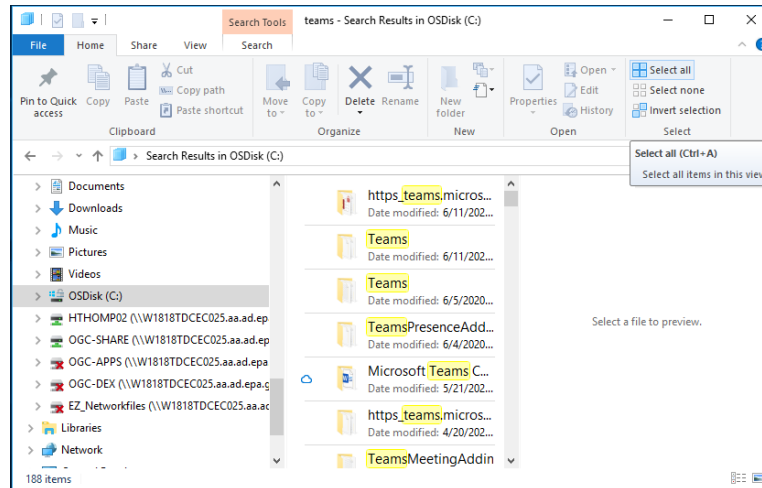 Search Tools teams - Search Results in OSDisk (C:)
File Home Share View Search
Pin to Quick access
Copy
Paste
Cut
Copy path
Paste shortcut
Move to
Copy to
Delete
Rename
New folder
Properties
Open
Edit
History
Select all
Select none
Invert selection
Clipboard Organize New Open Select
Search Results in OSDisk (C:)
Select all (Ctrl+A)
Select all items in this view
Documents
Downloads
Music
Pictures
Videos
OSDisk (C:)
HTHOMP02 (\\W1818TDCEC025.aa.ad.ep
OGC-SHARE (\\W1818TDCEC025.aa.ad.ep
OGC-APPS (\\W1818TDCEC025.aa.ad.epa
OGC-DEX (\\W1818TDCEC025.aa.ad.epa.g
EZ_Networkfiles (\\W1818TDCEC025.aa.ac
Libraries
Network
https_teams.micros...
Date modified: 6/11/202...
Teams
Date modified: 6/11/202...
Teams
Date modified: 6/5/2020...
TeamsPresenceAdd...
Date modified: 6/4/2020...
Microsoft Teams C...
Date modified: 5/21/202...
https_teams.micros...
Date modified: 4/20/202...
TeamsMeetingAddin
Select a file to preview.
188 items